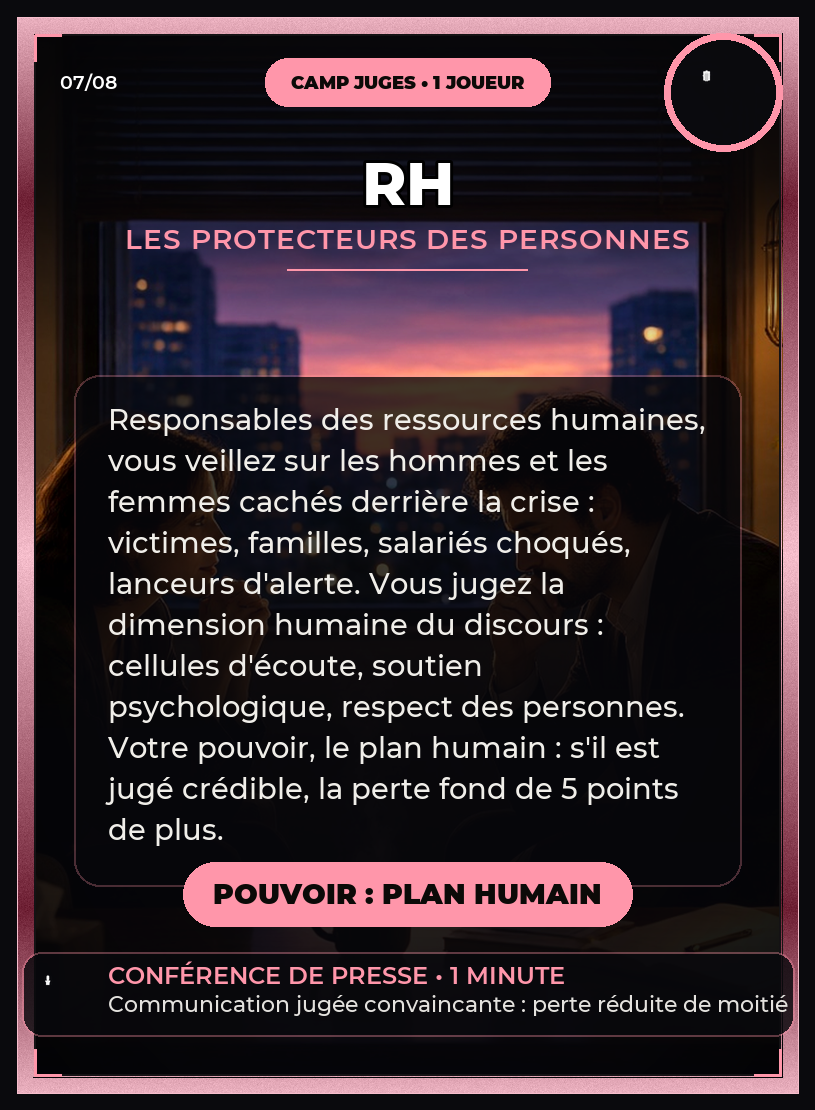 07/08
CAMP JUGES • 1 JOUEUR
RH
LES PROTECTEURS DES PERSONNES
Responsables des ressources humaines,
vous veillez sur les hommes et les
femmes cachés derrière la crise :
victimes, familles, salariés choqués,
lanceurs d'alerte. Vous jugez la
dimension humaine du discours :
cellules d'écoute, soutien
psychologique, respect des personnes.
Votre pouvoir, le plan humain : s'il est
jugé crédible, la perte fond de 5 points
de plus.
POUVOIR : PLAN HUMAIN
CONFÉRENCE DE PRESSE • 1 MINUTE
Communication jugée convaincante : perte réduite de moitié